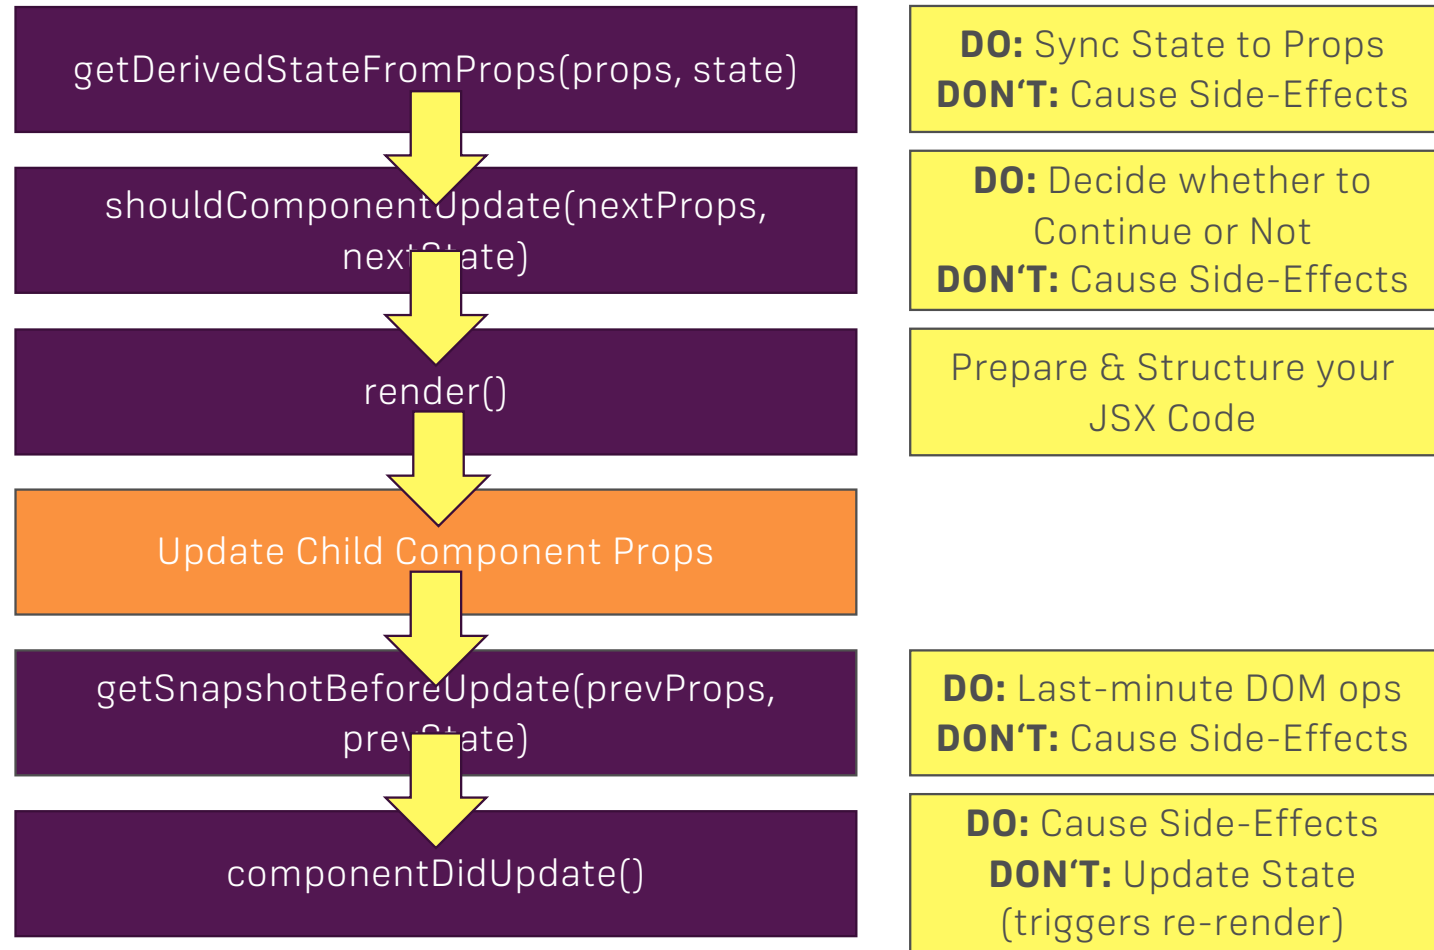 getDerivedStateFromProps(props, state)
DO: Sync State to Props
DON‘T: Cause Side-Effects
shouldComponentUpdate(nextProps,
nextState)
DO: Decide whether to
Continue or Not
DON‘T: Cause Side-Effects
render()
Prepare & Structure your
JSX Code
Update Child Component Props
getSnapshotBeforeUpdate(prevProps,
prevState)
DO: Last-minute DOM ops
DON‘T: Cause Side-Effects
componentDidUpdate()
DO: Cause Side-Effects
DON‘T: Update State
(triggers re-render)